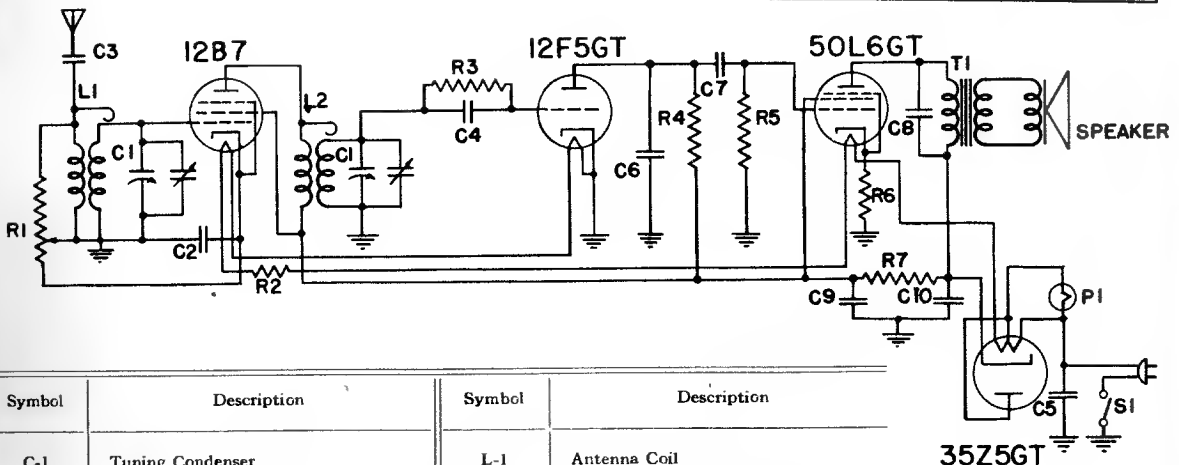 C3
12B7
12F5GT
50L6GT
T1
L1
R3
L2
C7
C4
R4
R5
C8
SPEAKER
C1
C1
C6
R6
R1
C2
R2
R7
C9
C10
P1
C5
S1
35Z5GT
Symbol Description Symbol Description
C-1 Tuning Condenser L-1 Antenna Coil